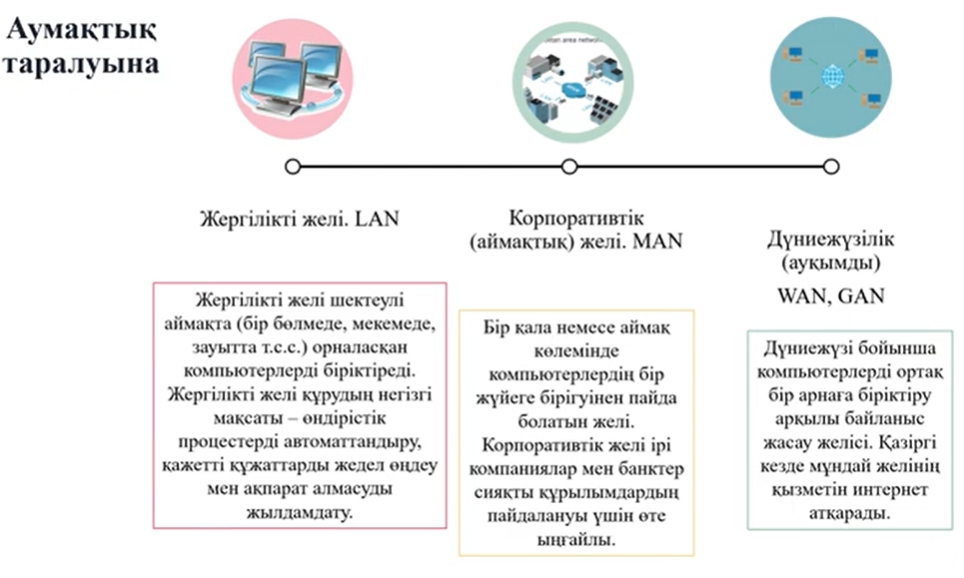 Аумақтық
таралуына
Жергілікті желі. LAN
Жергілікті желі шектеулі
аймақта (бір бөлмеде, мекемеде,
зауытта т.с.с.) орналасқан
компьютерлерді біріктіреді.
Жергілікті желі құрудың негізгі
мақсаты – өндірістік
процестерді автоматтандыру,
қажетті құжаттарды жедел өңдеу
мен ақпарат алмасуды
жылдамдату.
area network
Корпоративтік
(аймақтық) желі. MAN
Бір қала немесе аймақ
көлемінде
компьютерлердің бір
жүйеге бірігуінен пайда
болатын желі.
Корпоративтік желі ірі
компаниялар мен банктер
сияқты құрылымдардың
пайдалануы үшін өте
ыңғайлы.
Дүниежүзілік
(ауқымды)
WAN, GAN
Дүниежүзі бойынша
компьютерлерді ортақ
бір арнаға біріктіру
арқылы байланыс
жасау желісі. Қазіргі
кезде мұндай желінің
қызметін интернет
атқарады.